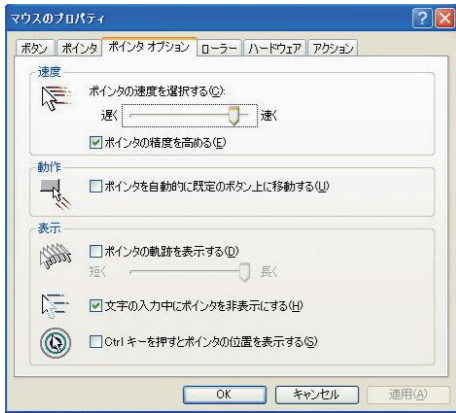 マウスのプロパティ
ボタン ポインタ ポインタ オプション ローラー ハードウェア アクション
速度
ポインタの速度を選択する(C):
遅く 速く
ポインタの精度を高める(E)
動作
ポインタを自動的に既定のボタン上に移動する(U)
表示
ポインタの軌跡を表示する(D)
短く 長く
文字の入力中にポインタを非表示にする(H)
Ctrl キーを押すとポインタの位置を表示する(S)
OK キャンセル 適用(A)